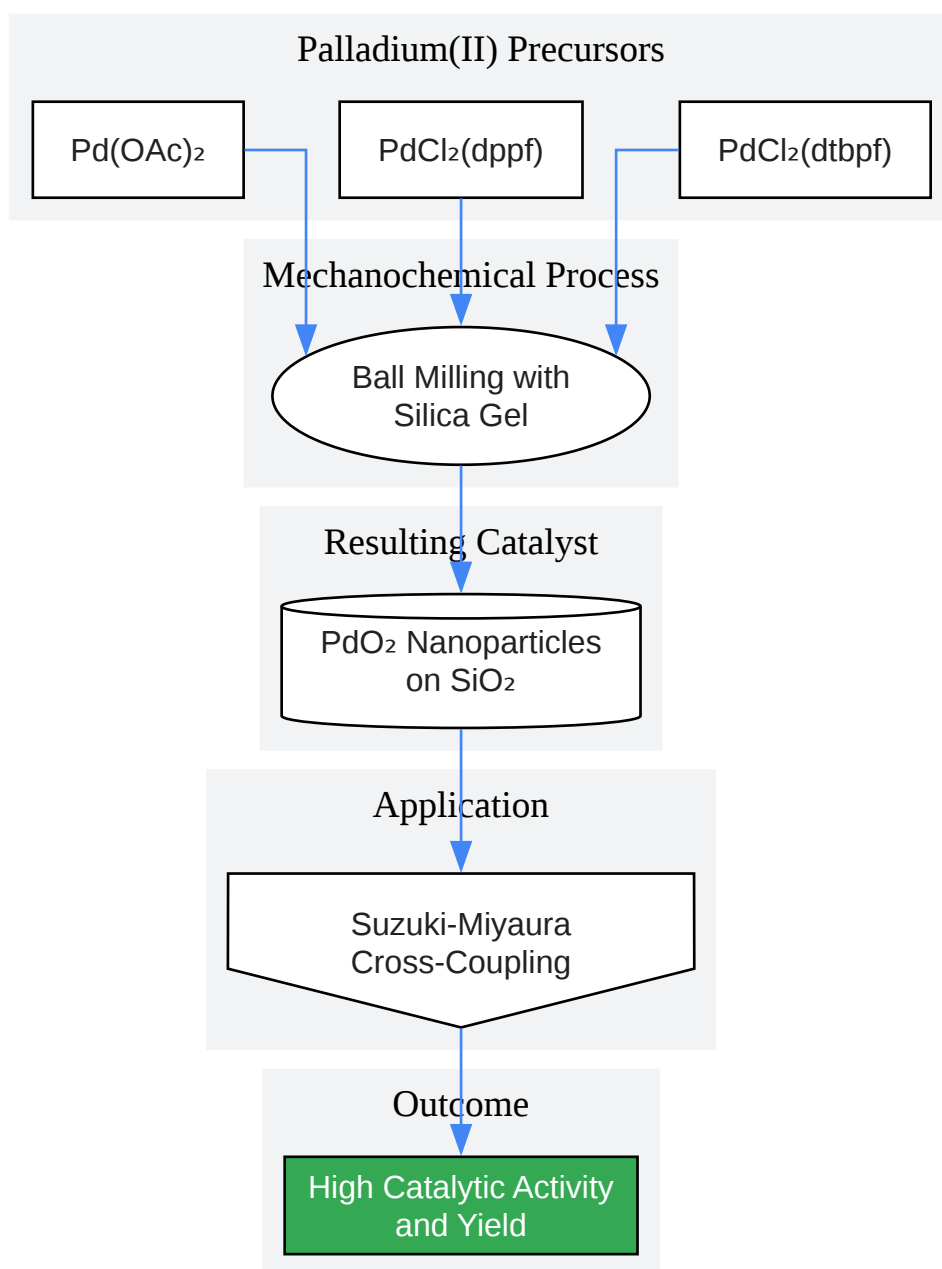 Palladium(II) Precursors
Pd(OAc)₂
PdCl₂(dppf)
PdCl₂(dtbpf)
Mechanochemical Process
Ball Milling with
Silica Gel
Resulting Catalyst
PdO₂ Nanoparticles
on SiO₂
Application
Suzuki-Miyaura
Cross-Coupling
Outcome
High Catalytic Activity
and Yield